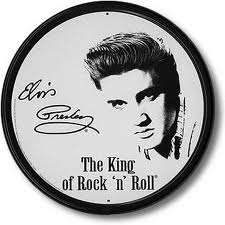 Elvis
Presley
The King
of Rock 'n' Roll®